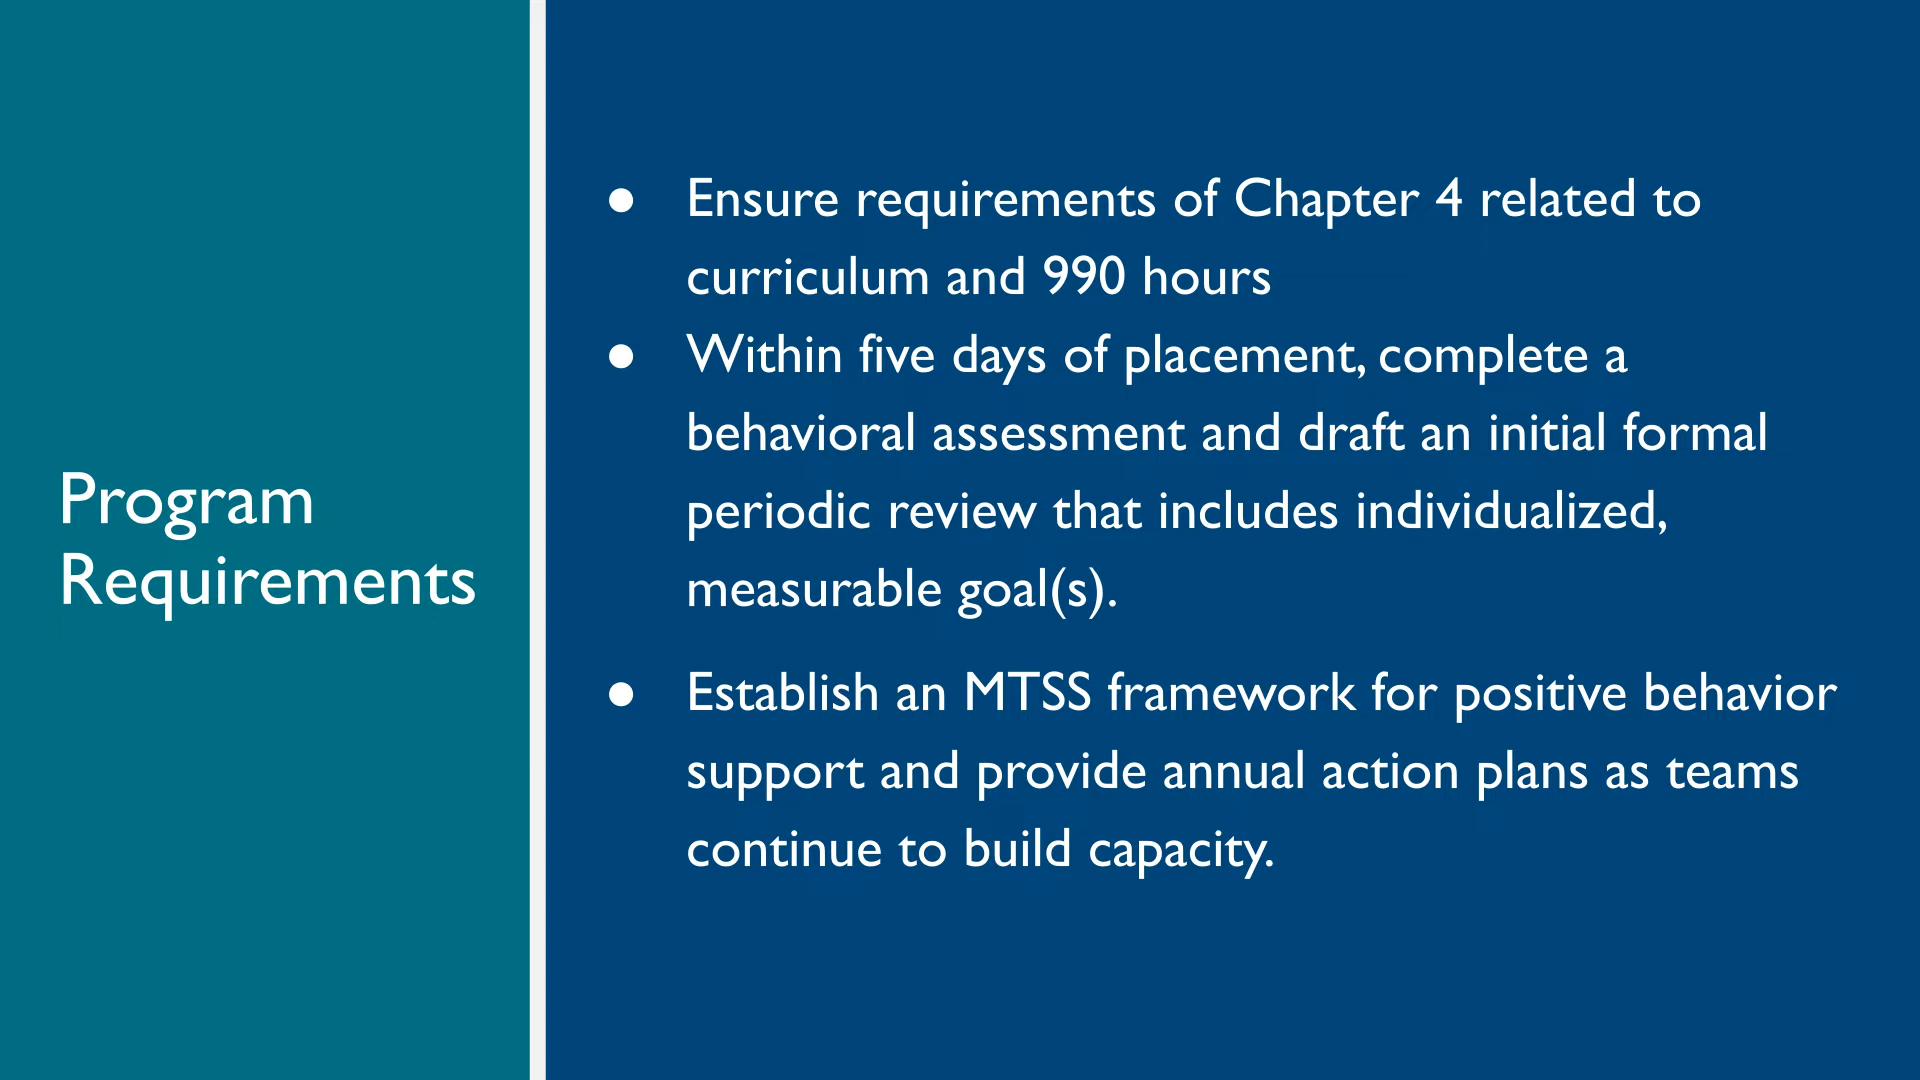 Program
Requirements
● Ensure requirements of Chapter 4 related to
curriculum and 990 hours
● Within five days of placement, complete a
behavioral assessment and draft an initial formal
periodic review that includes individualized,
measurable goal(s).
● Establish an MTSS framework for positive behavior
support and provide annual action plans as teams
continue to build capacity.